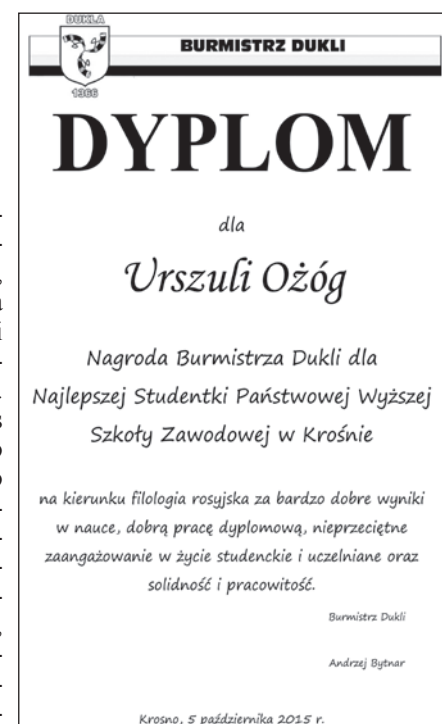 DUKLA
1366
BURMISTRZ DUKLI
DYPLOM
dla
Urszuli Ożóg
Nagroda Burmistrza Dukli dla
Najlepszej Studentki Państwowej Wyższej
Szkoły Zawodowej w Krośnie
na kierunku filologia rosyjska za bardzo dobre wyniki
w nauce, dobrą pracę dyplomową, nieprzeciętne
zaangażowanie w życie studenckie i uczelniane oraz
solidność i pracowitość.
Burmistrz Dukli
Andrzej Bytnar
Krosno, 5 października 2015 r.